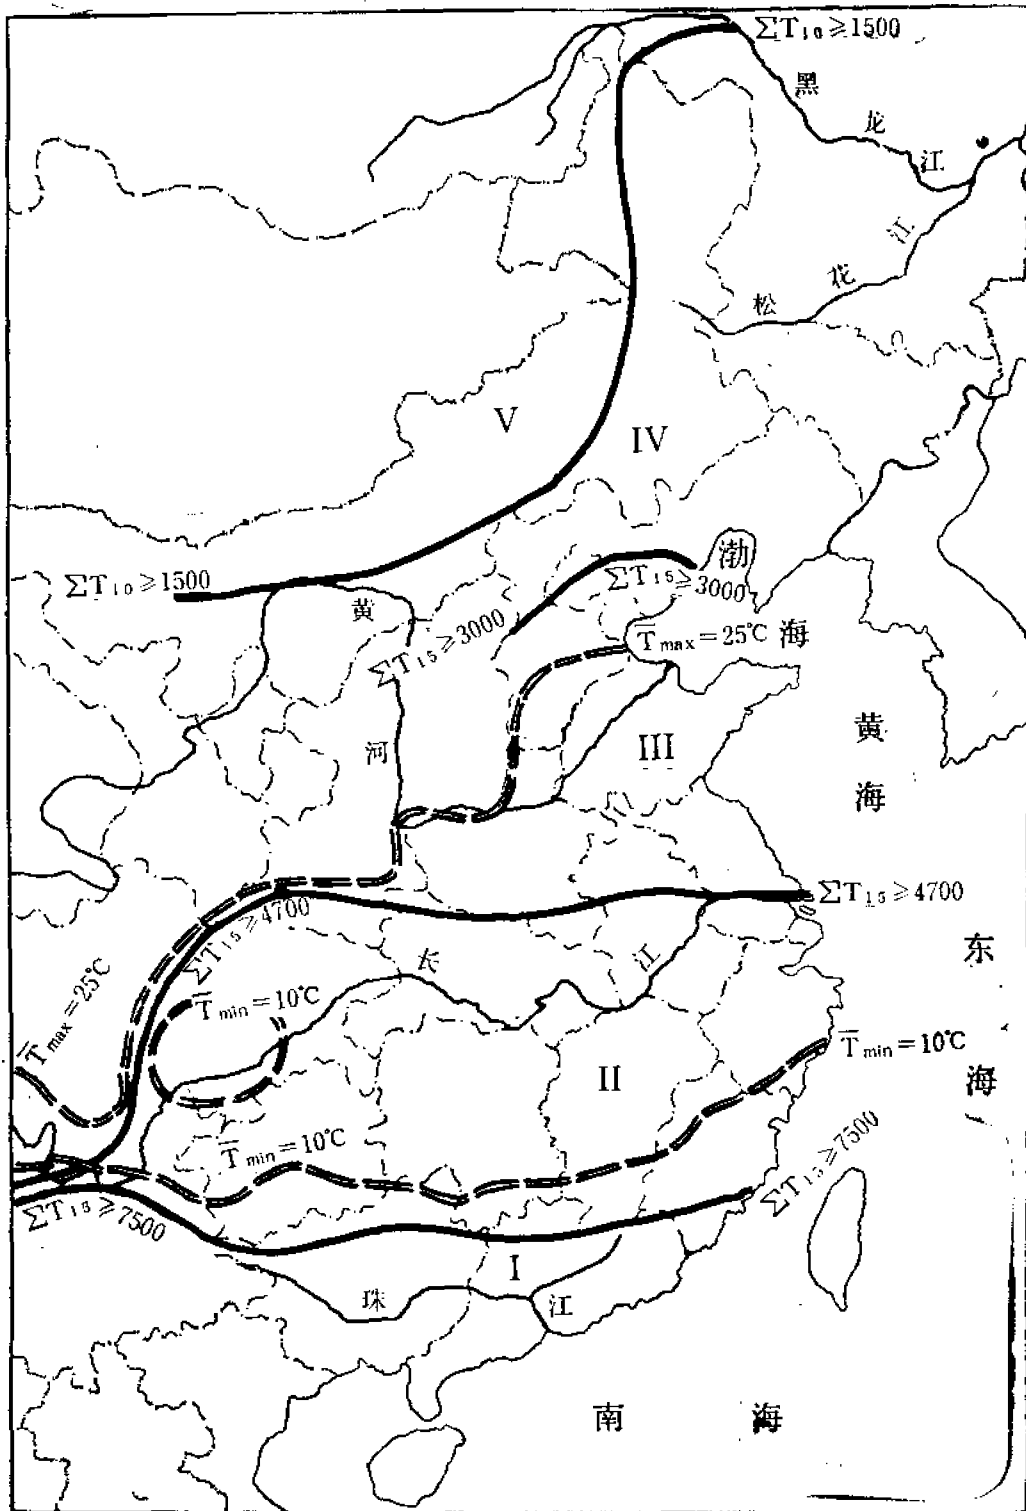 ΣT₁₀≥1500
黑
龙
江
江
花
松
V
IV
渤
ΣT₁₀≥1500
ΣT₁₅≥3000
黄
ΣT₁₅≥3000
T̅max=25℃
海
河
III
黄
海
ΣT₁₅≥4700
ΣT₁₅≥4700
东
长
江
T̅max=25℃
T̅min=10℃
T̅min=10℃
II
海
T̅min=10℃
ΣT₁₅≥7500
ΣT₁₅≥7500
I
珠
江
南
海